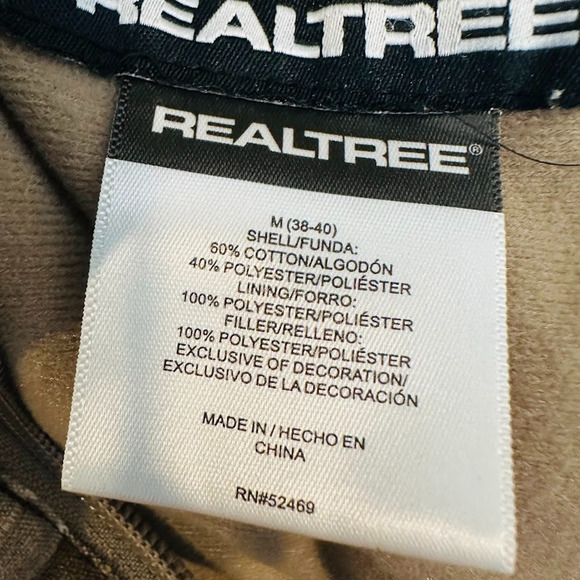 REALTREE
REALTREE®
M (38-40)
SHELL/FUNDA:
60% COTTON/ALGODÓN
40% POLYESTER/POLIÉSTER
LINING/FORRO:
100% POLYESTER/POLIÉSTER
FILLER/RELLENO:
100% POLYESTER/POLIÉSTER
EXCLUSIVE OF DECORATION/
EXCLUSIVO DE LA DECORACIÓN
MADE IN / HECHO EN
CHINA
RN#52469